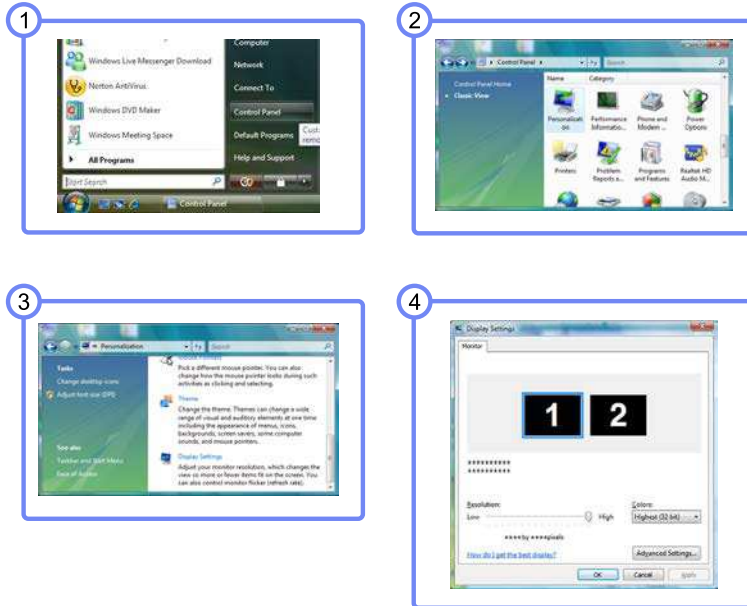 1
Computer
Windows Live Messenger Download
Network
Norton AntiVirus
Connect To
Windows DVD Maker
Control Panel
Windows Meeting Space
Default Programs
All Programs
Help and Support
Start Search
Control Panel
2
Control Panel
Search
Control Panel Home
Classic View
Name Category
Personalizati
on
Performance
Informatio...
Phone and
Modem ...
Power
Options
Printers
Problem
Reports a...
Programs
and Features
Realtek HD
Audio M...
3
Personalization
Search
Tasks
Change desktop icons
Adjust font size (DPI)
See also
Taskbar and Start Menu
Ease of Access
Mouse Pointers
Pick a different mouse pointer. You can also
change how the mouse pointer looks during such
activities as clicking and selecting.
Theme
Change the theme. Themes can change a wide
range of visual and auditory elements at one time
including the appearance of menus, icons,
backgrounds, screen savers, some computer
sounds, and mouse pointers.
Display Settings
Adjust your monitor resolution, which changes the
view so more or fewer items fit on the screen. You
can also control monitor flicker (refresh rate).
4
Display Settings
Monitor
1 2
**********
**********
Resolution:
Colors:
Low High
Highest (32 bit)
****by ****pixels
How do I get the best display?
Advanced Settings...
OK Cancel Apply